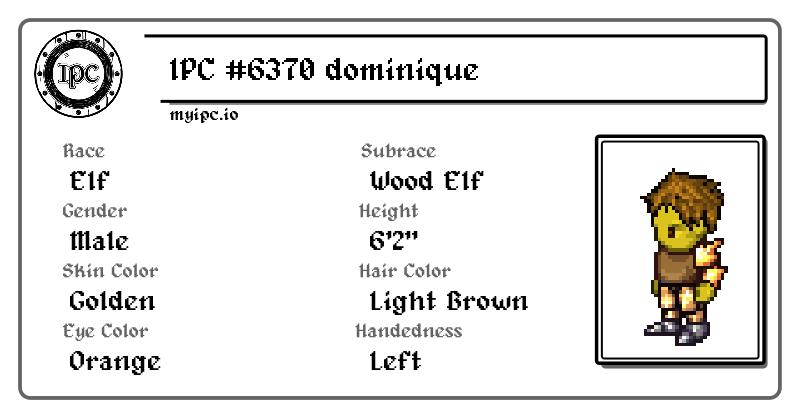 IPC
IPC #6370 dominique
myipc.io
Race
Subrace
Elf
Wood Elf
Gender
Height
Male
6'2"
Skin Color
Hair Color
Golden
Light Brown
Eye Color
Handedness
Orange
Left